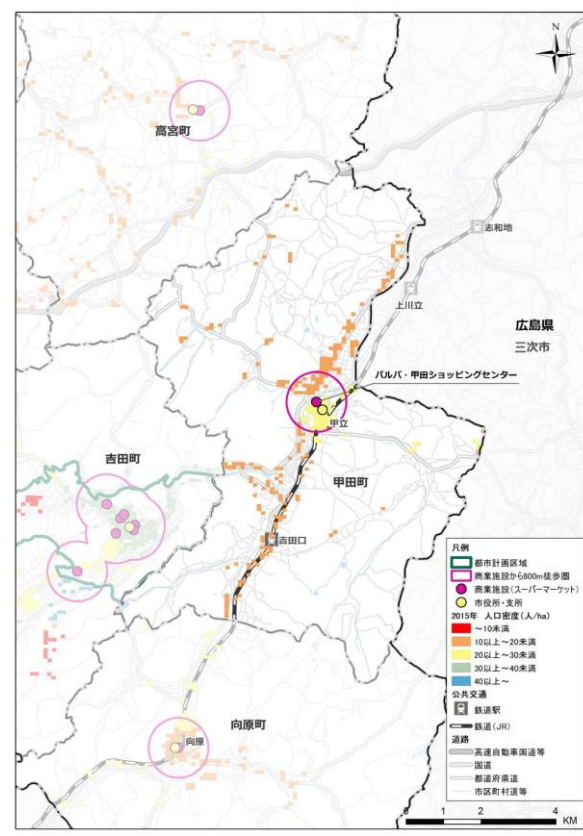 N
高宮町
志和地
上川立
広島県
三次市
パルパ・甲田ショッピングセンター
甲立
吉田町
甲田町
吉田口
向原町
向原
凡例
都市計画区域
商業施設から800m徒歩圏
商業施設(スーパーマーケット)
市役所・支所
2015年 人口密度(人/ha)
～10未満
10以上～20未満
20以上～30未満
30以上～40未満
40以上～
公共交通
鉄道駅
鉄道(JR)
道路
高速自動車国道等
国道
都道府県道
市区町村道等
0 1 2 4
KM